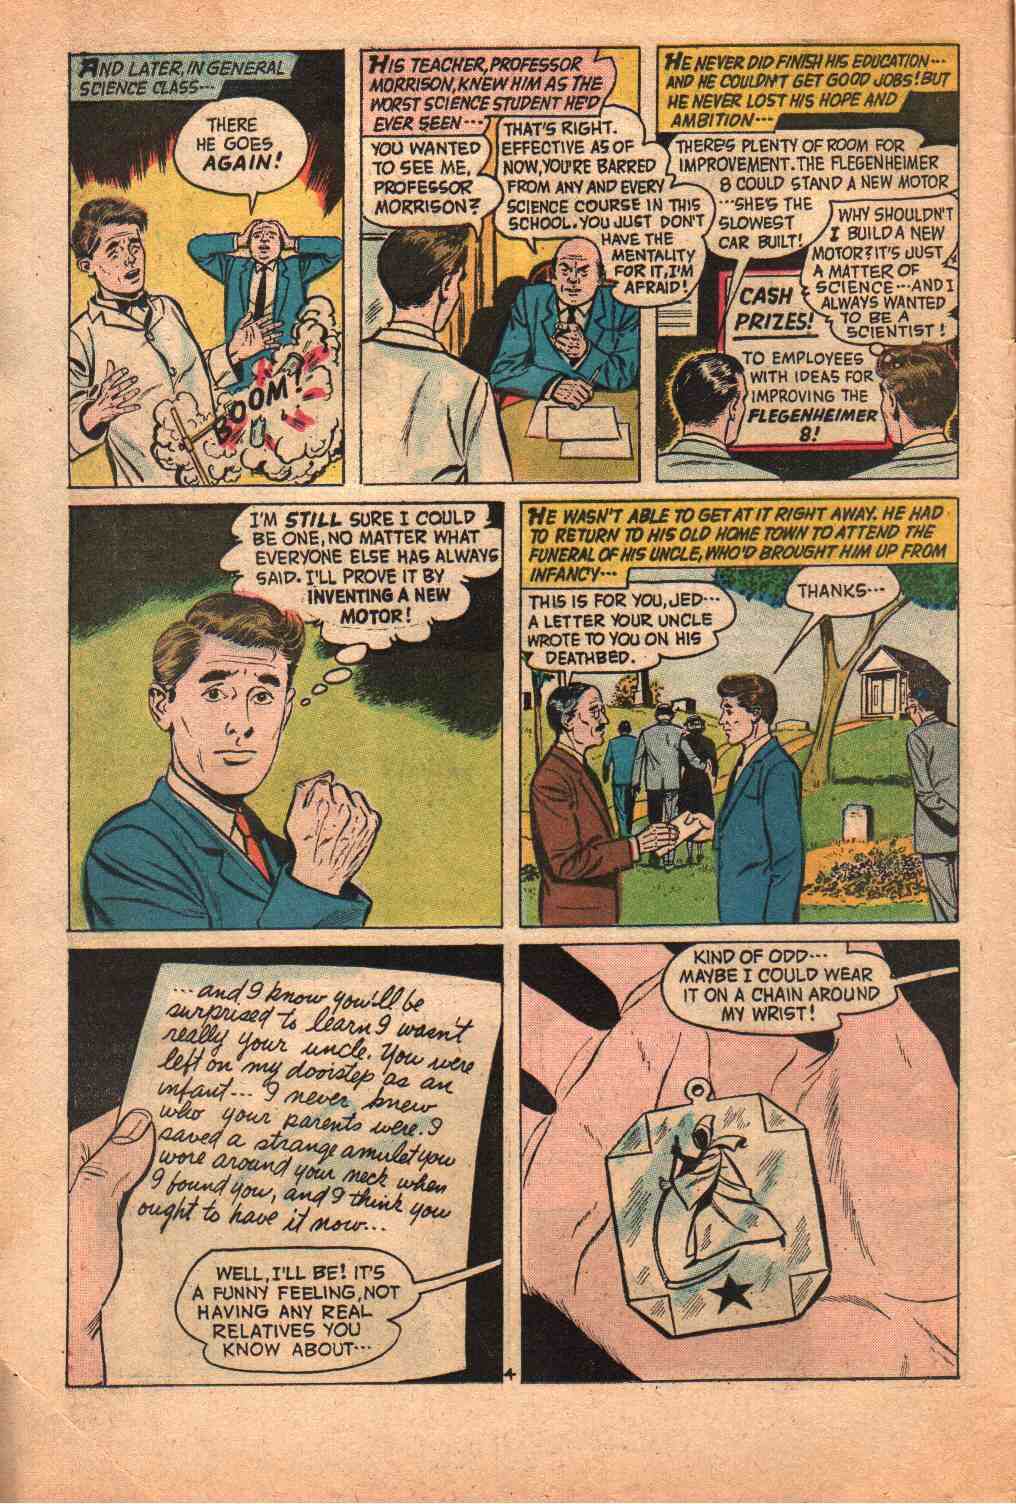 AND LATER, IN GENERAL
SCIENCE CLASS---
THERE
HE GOES
AGAIN!
BOOM!
HIS TEACHER, PROFESSOR
MORRISON, KNEW HIM AS THE
WORST SCIENCE STUDENT HE'D
EVER SEEN---
YOU WANTED
TO SEE ME,
PROFESSOR
MORRISON?
THAT'S RIGHT.
EFFECTIVE AS OF
NOW, YOU'RE BARRED
FROM ANY AND EVERY
SCIENCE COURSE IN THIS
SCHOOL. YOU JUST DON'T
HAVE THE
MENTALITY
FOR IT, I'M
AFRAID!
HE NEVER DID FINISH HIS EDUCATION---
AND HE COULDN'T GET GOOD JOBS! BUT
HE NEVER LOST HIS HOPE AND
AMBITION---
THERE'S PLENTY OF ROOM FOR
IMPROVEMENT. THE FLEGENHEIMER
8 COULD STAND A NEW MOTOR
---SHE'S THE
SLOWEST
CAR BUILT!
WHY SHOULDN'T
I BUILD A NEW
MOTOR? IT'S JUST
A MATTER OF
SCIENCE---AND I
ALWAYS WANTED
TO BE A
SCIENTIST!
CASH
PRIZES!
TO EMPLOYEES
WITH IDEAS FOR
IMPROVING THE
FLEGENHEIMER
8!
I'M STILL SURE I COULD
BE ONE, NO MATTER WHAT
EVERYONE ELSE HAS ALWAYS
SAID. I'LL PROVE IT BY
INVENTING A NEW
MOTOR!
HE WASN'T ABLE TO GET AT IT RIGHT AWAY. HE HAD
TO RETURN TO HIS OLD HOME TOWN TO ATTEND THE
FUNERAL OF HIS UNCLE, WHO'D BROUGHT HIM UP FROM
INFANCY---
THIS IS FOR YOU, JED---
A LETTER YOUR UNCLE
WROTE TO YOU ON HIS
DEATHBED.
THANKS---
---and I know you'll be
surprised to learn I wasn't
really your uncle. You were
left on my doorstep as an
infant--- I never knew
who your parents were. I
saved a strange amulet you
wore around your neck when
I found you, and I think you
ought to have it now...
WELL, I'LL BE! IT'S
A FUNNY FEELING, NOT
HAVING ANY REAL
RELATIVES YOU
KNOW ABOUT---
KIND OF ODD---
MAYBE I COULD WEAR
IT ON A CHAIN AROUND
MY WRIST!
4